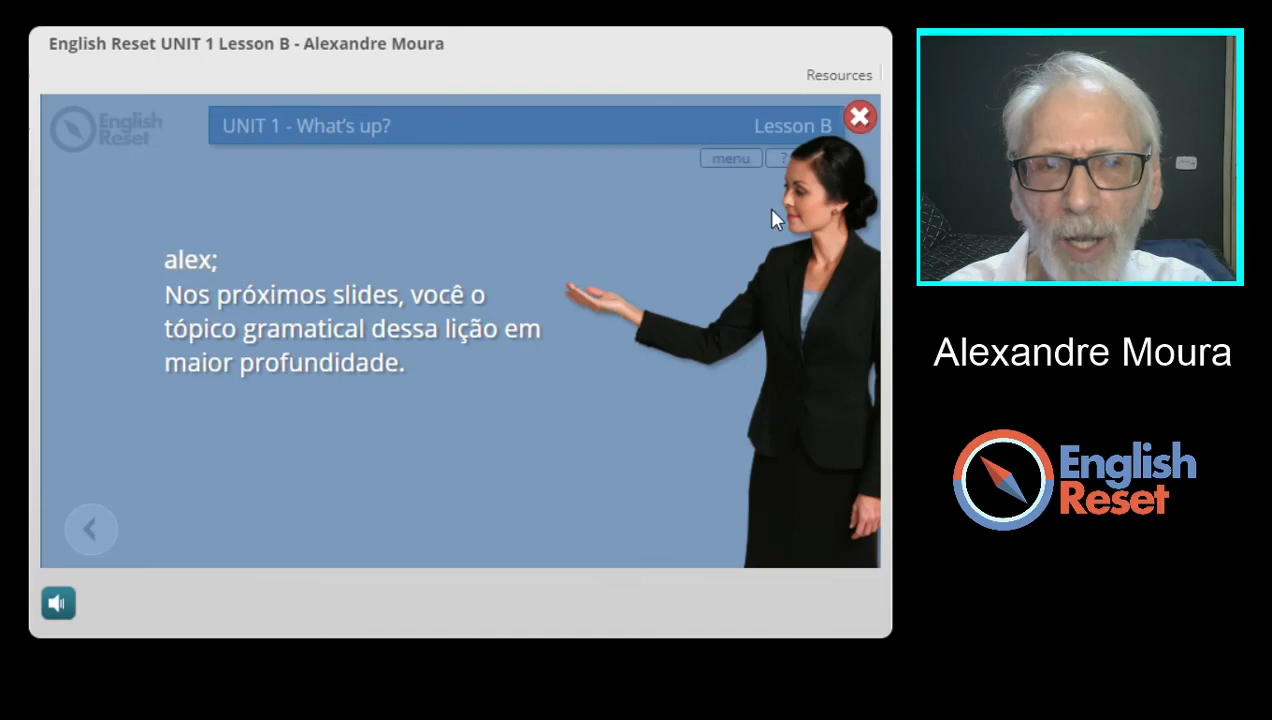 English Reset UNIT 1 Lesson B - Alexandre Moura
Resources
English
Reset
UNIT 1 - What's up?
Lesson B
menu
?
alex;
Nos próximos slides, você o
tópico gramatical dessa lição em
maior profundidade.
Alexandre Moura
English
Reset